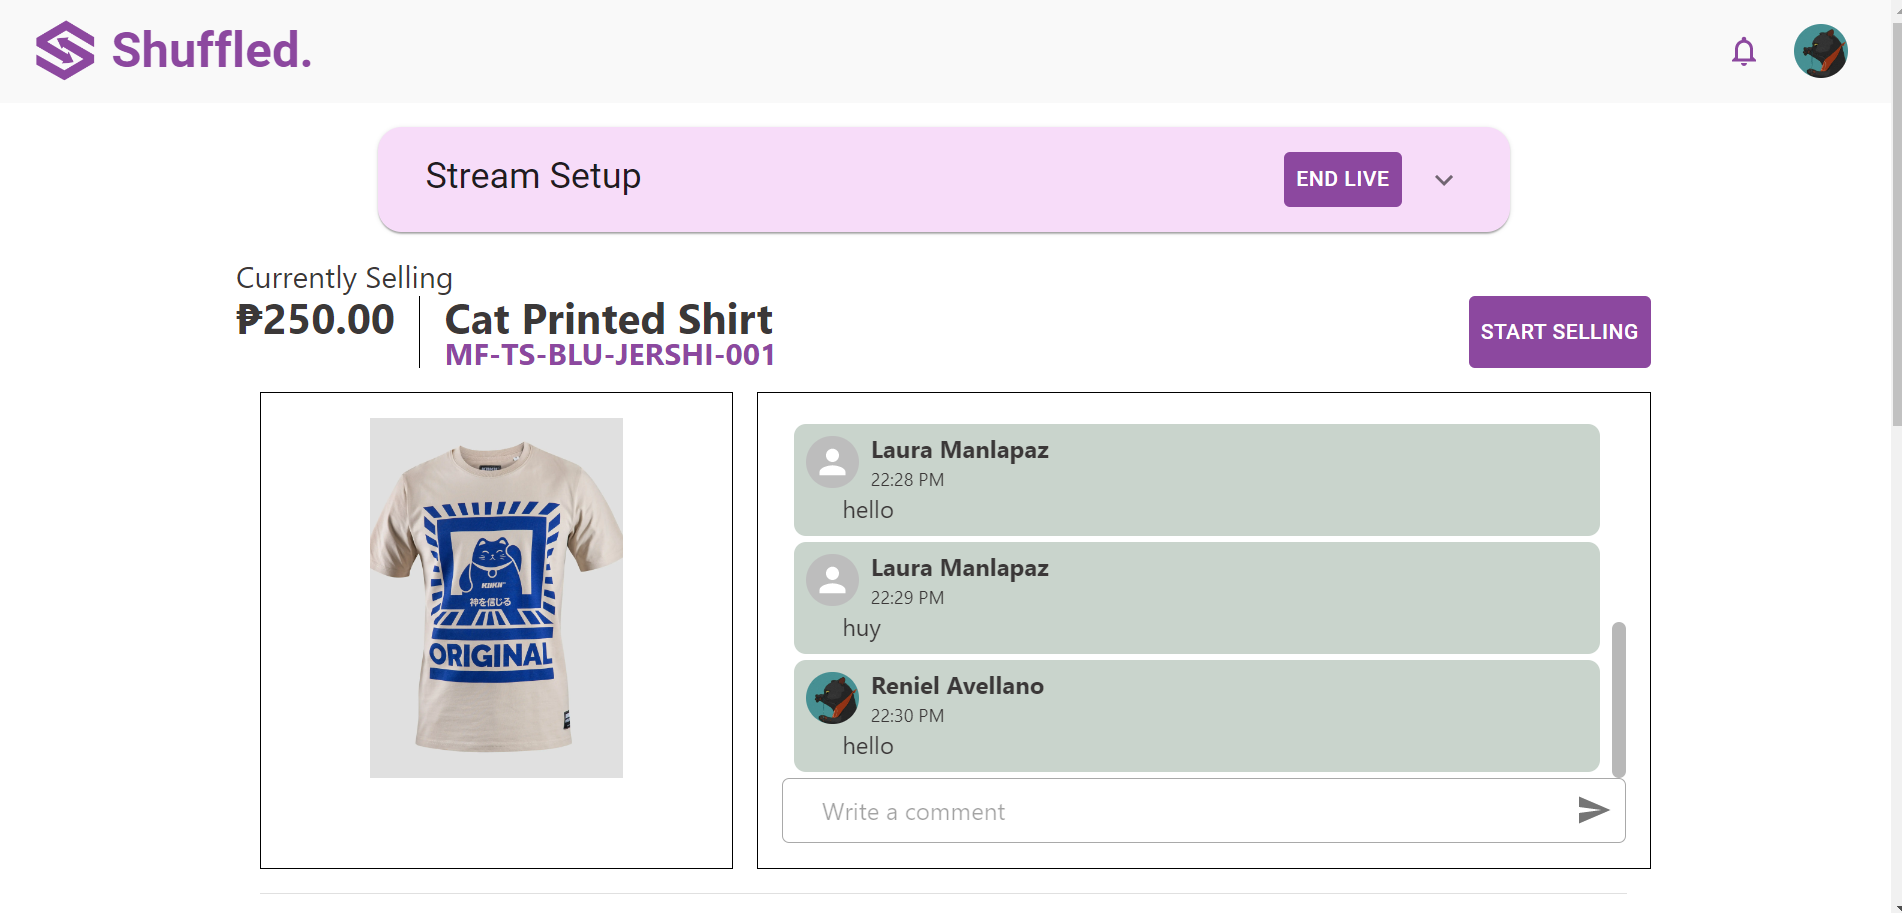 Shuffled.
Stream Setup
END LIVE
Currently Selling
₱250.00
Cat Printed Shirt
MF-TS-BLU-JERSHI-001
START SELLING
KIIKII
神を信じる
ORIGINAL
Laura Manlapaz
22:28 PM
hello
Laura Manlapaz
22:29 PM
huy
Reniel Avellano
22:30 PM
hello
Write a comment